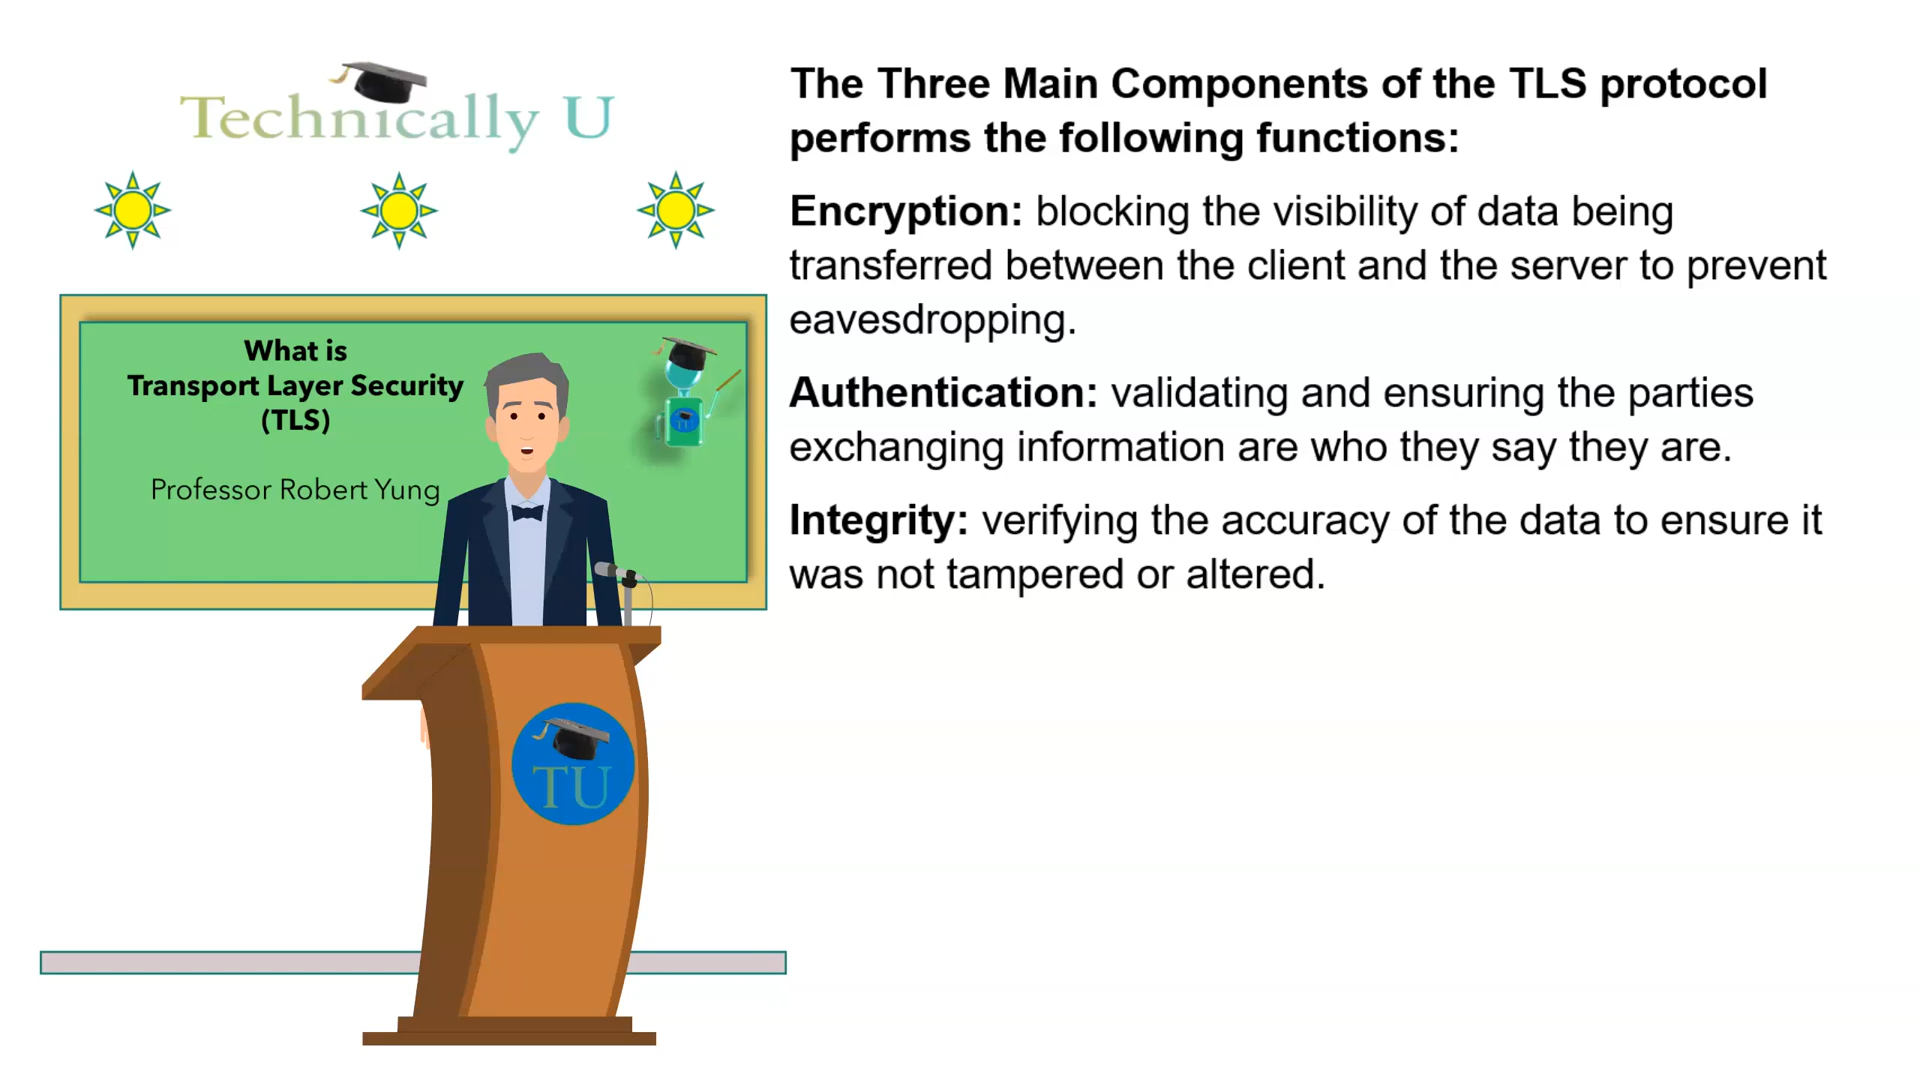 Technically U
What is
Transport Layer Security
(TLS)
Professor Robert Yung
TU
The Three Main Components of the TLS protocol
performs the following functions:
Encryption: blocking the visibility of data being
transferred between the client and the server to prevent
eavesdropping.
Authentication: validating and ensuring the parties
exchanging information are who they say they are.
Integrity: verifying the accuracy of the data to ensure it
was not tampered or altered.